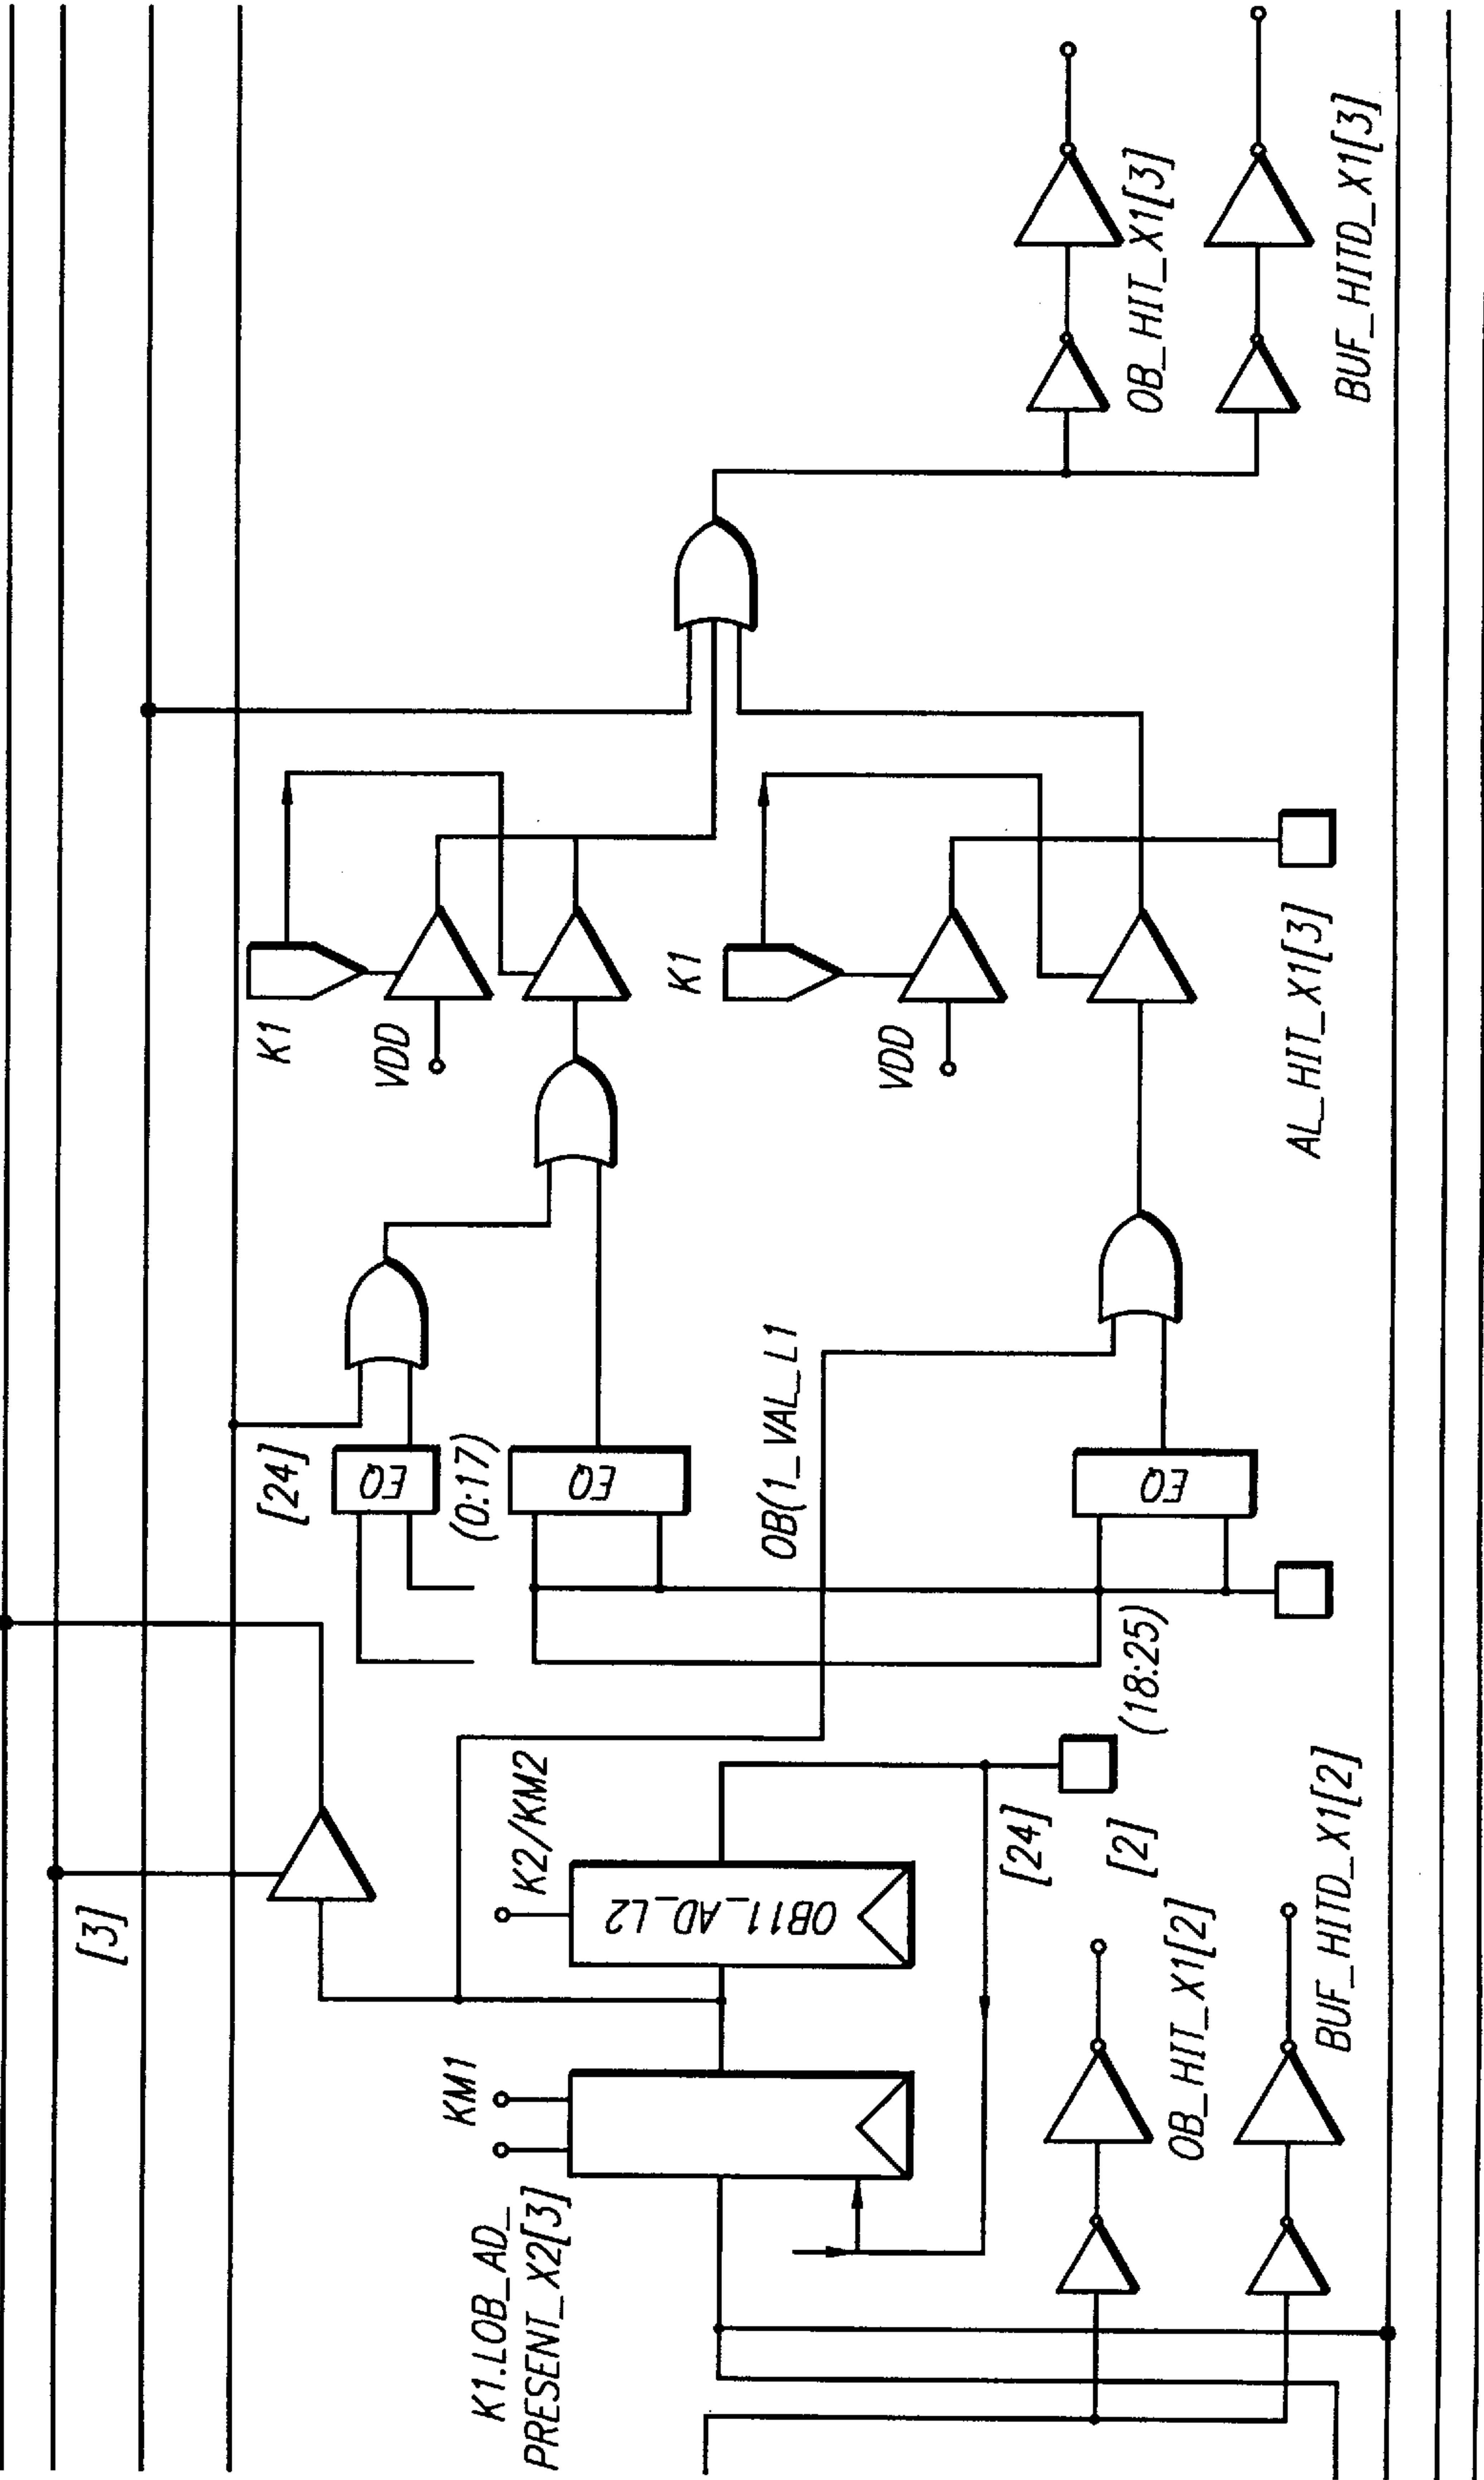 [3]
K1.LOB_AD_
PRESENT_X2[3]
KM1
K2/KM2
OB11_AD_L2
[24]
[2]
OB_HIT_X1[2]
BUF_HITD_X1[2]
[24]
EQ
(0:17)
EQ
OB(1_VAL_L1
EQ
(18:25)
K1
VDD
K1
VDD
AL_HIT_X1[3]
OB_HIT_X1[3]
BUF_HITD_X1[3]